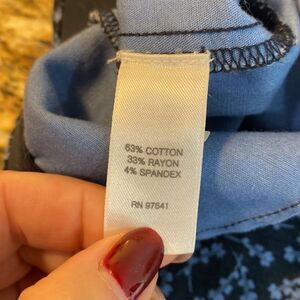 63% COTTON
33% RAYON
4% SPANDEX
RN 97641